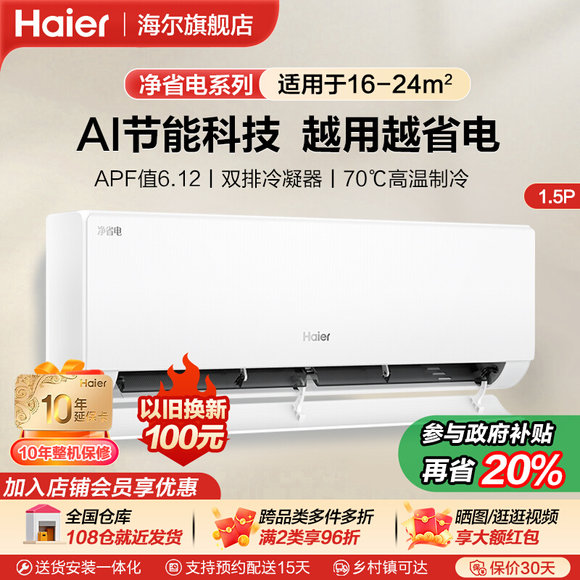 Haier 海尔旗舰店
净省电系列 适用于16-24m²
AI节能科技 越用越省电
APF值6.12 | 双排冷凝器 | 70℃高温制冷
1.5P
净省电
Haier
Haier
10年
延保卡
10年整机保修
以旧换新
100元
参与政府补贴
再省20%
加入店铺会员享优惠
全国仓库
108仓就近发货
跨品类多件多折
满2类享96折
晒图/逛逛视频
享大额红包
送货安装一体化 支持预约配送15天 乡村镇可达 保价30天